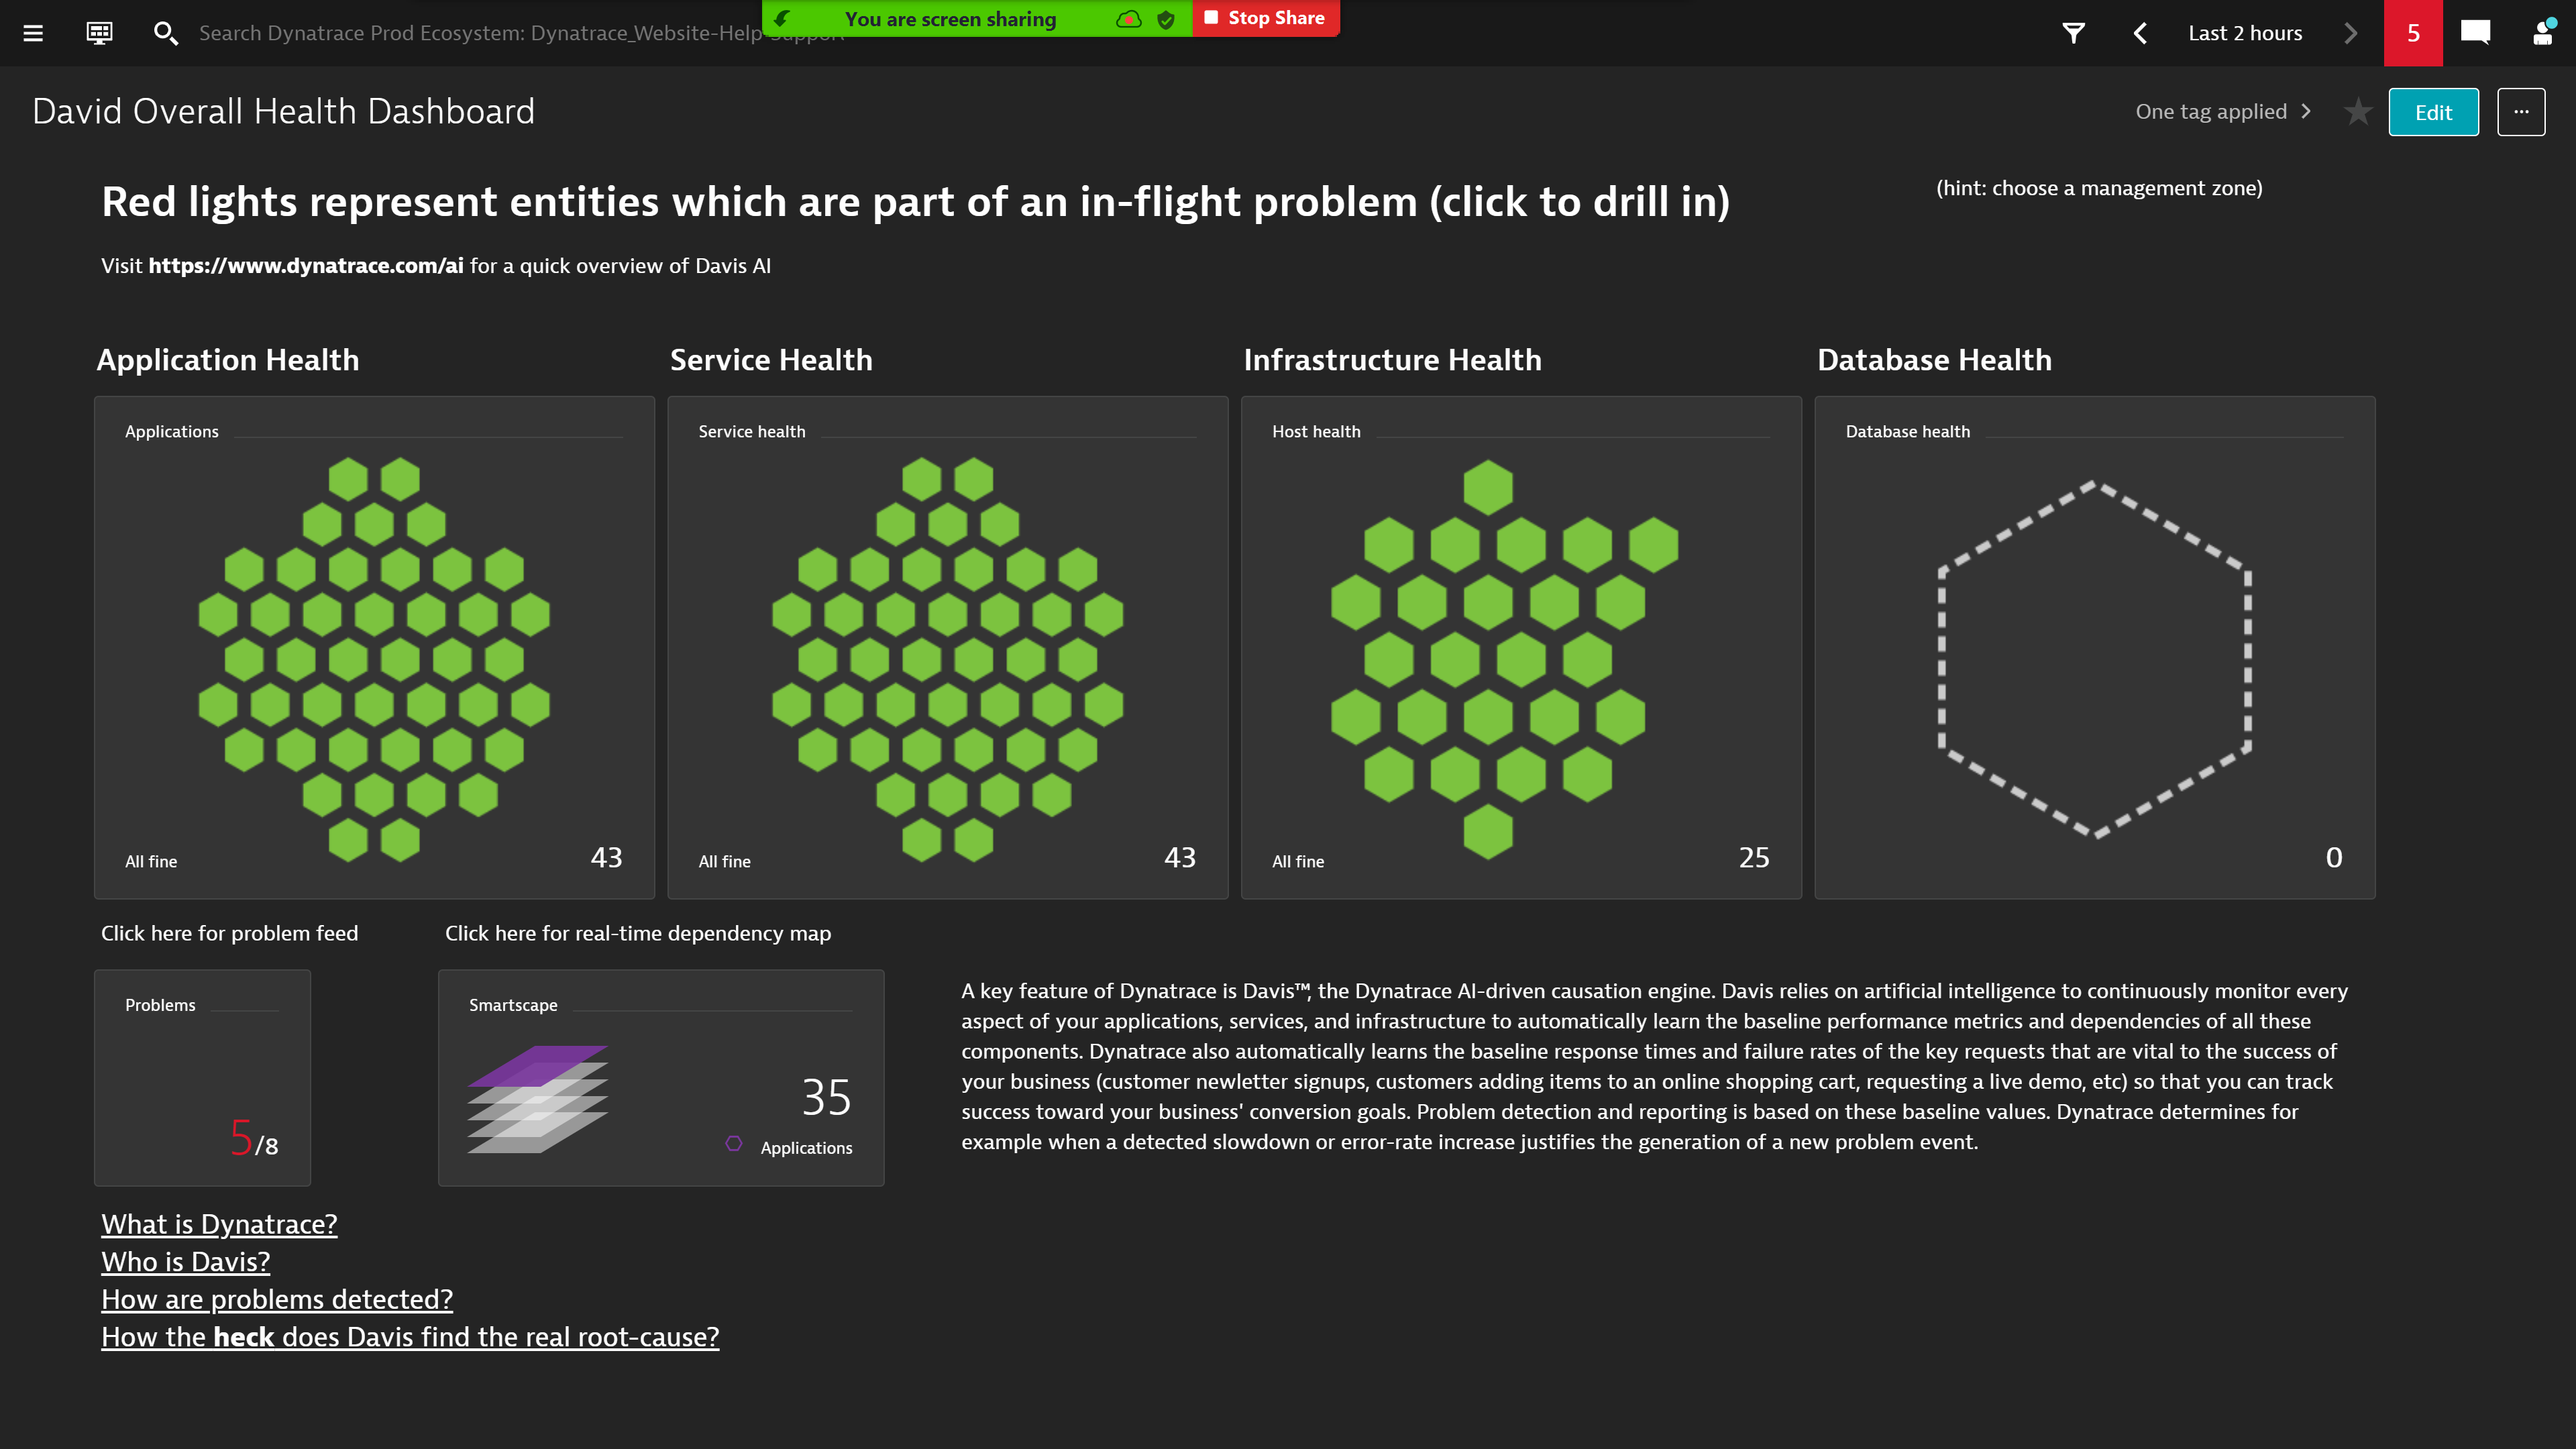 You are screen sharing
Stop Share
Search Dynatrace Prod Ecosystem: Dynatrace_Website-Help-Support
Last 2 hours
5
David Overall Health Dashboard
One tag applied
Edit
...
Red lights represent entities which are part of an in-flight problem (click to drill in)
(hint: choose a management zone)
Visit https://www.dynatrace.com/ai for a quick overview of Davis AI
Application Health
Service Health
Infrastructure Health
Database Health
Applications
Service health
Host health
Database health
All fine
43
All fine
43
All fine
25
0
Click here for problem feed
Click here for real-time dependency map
Problems
5/8
Smartscape
35
Applications
A key feature of Dynatrace is Davis™, the Dynatrace AI-driven causation engine. Davis relies on artificial intelligence to continuously monitor every
aspect of your applications, services, and infrastructure to automatically learn the baseline performance metrics and dependencies of all these
components. Dynatrace also automatically learns the baseline response times and failure rates of the key requests that are vital to the success of
your business (customer newletter signups, customers adding items to an online shopping cart, requesting a live demo, etc) so that you can track
success toward your business' conversion goals. Problem detection and reporting is based on these baseline values. Dynatrace determines for
example when a detected slowdown or error-rate increase justifies the generation of a new problem event.
What is Dynatrace?
Who is Davis?
How are problems detected?
How the heck does Davis find the real root-cause?